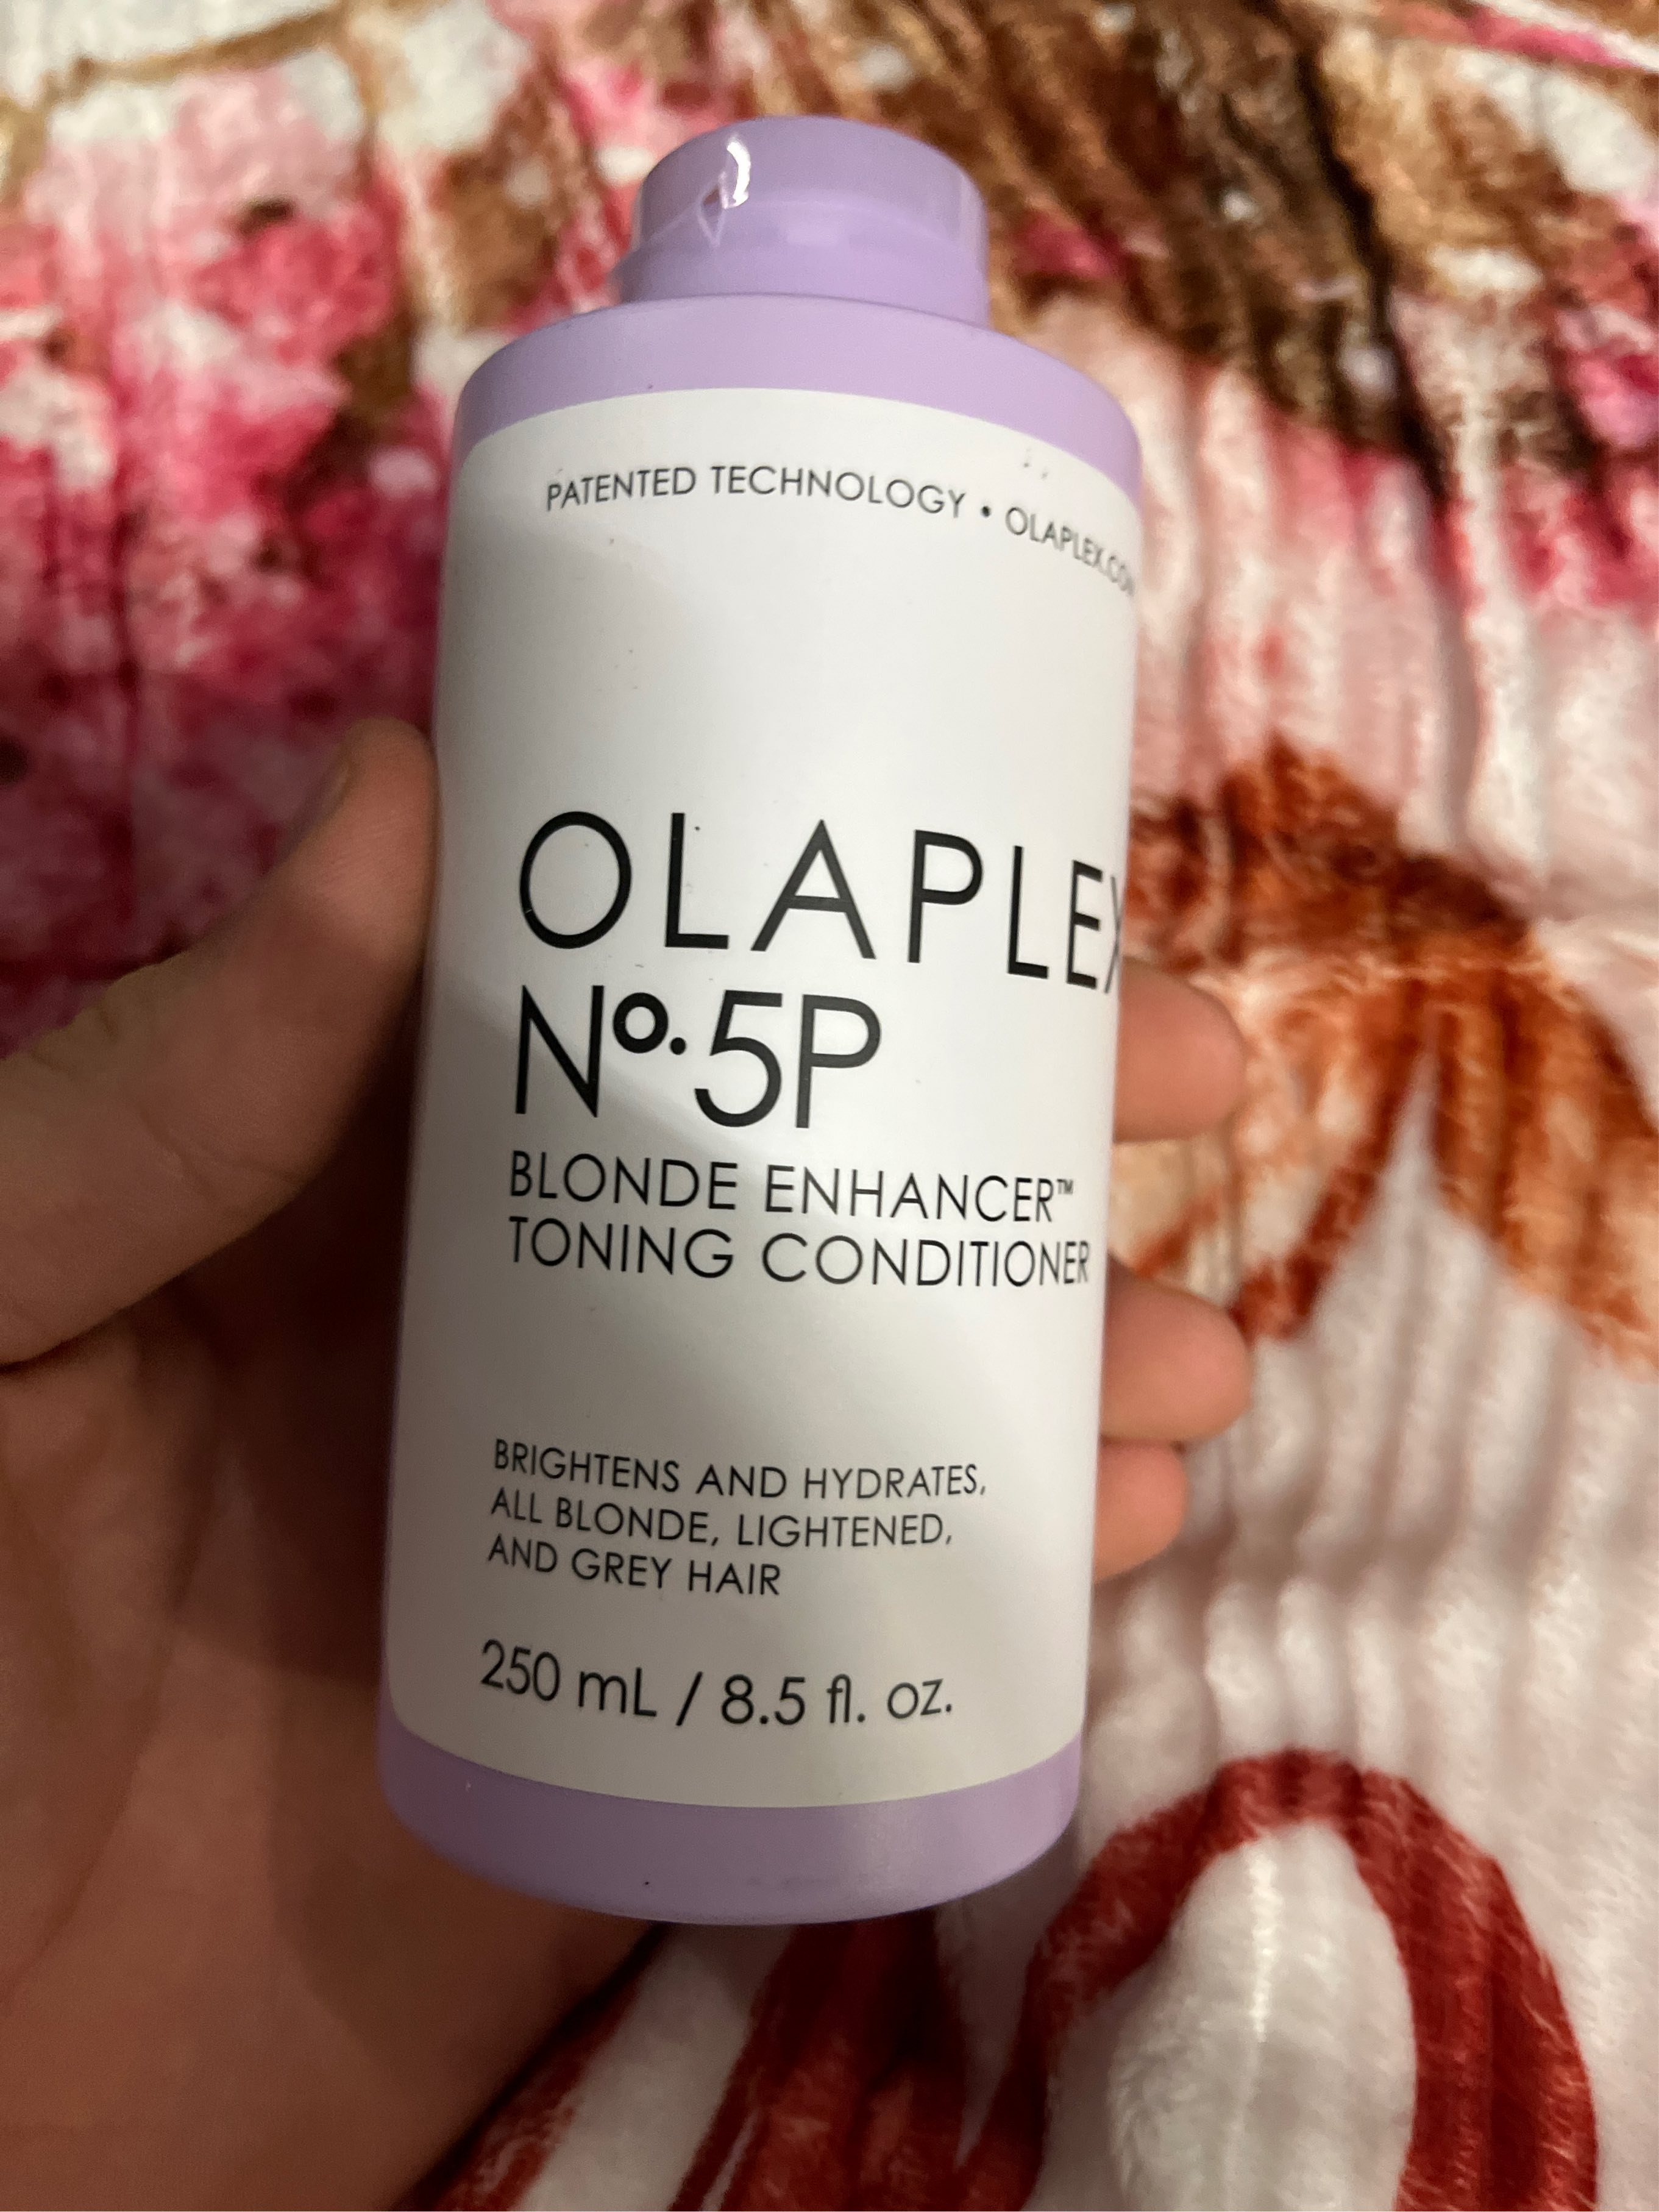 PATENTED TECHNOLOGY • OLAPLEX.COM
OLAPLEX
Nº.5P
BLONDE ENHANCER™
TONING CONDITIONER
BRIGHTENS AND HYDRATES,
ALL BLONDE, LIGHTENED,
AND GREY HAIR
250 mL / 8.5 fl. oz.